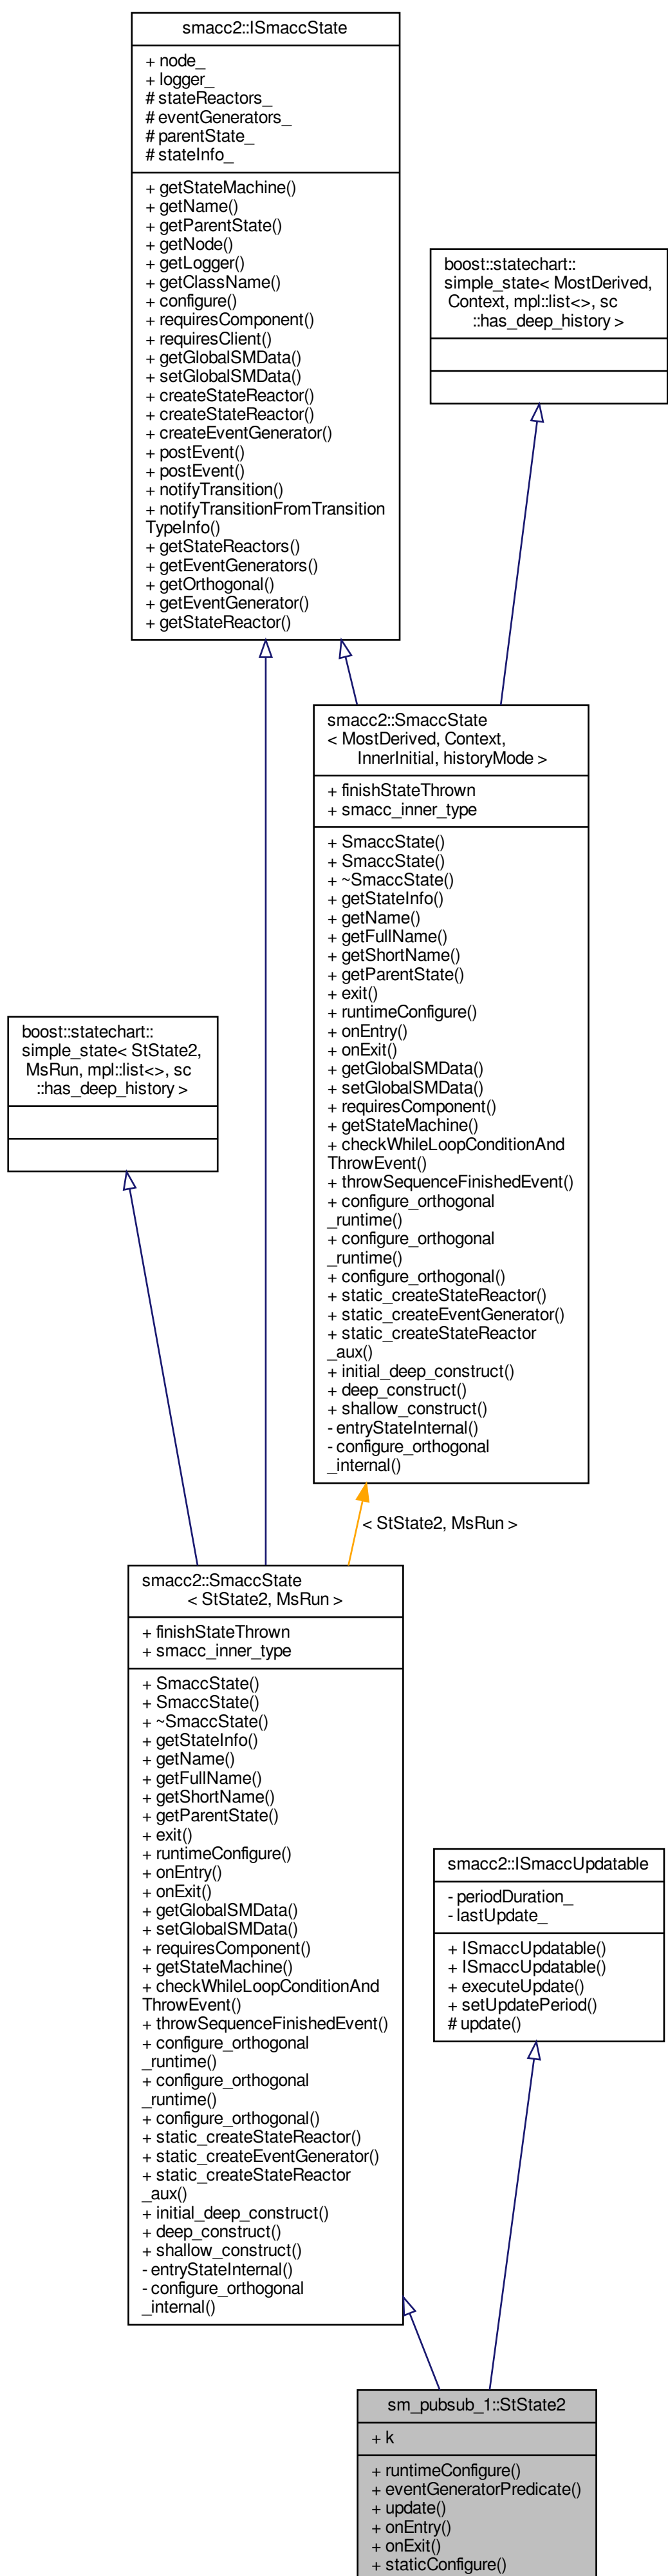 smacc2::ISmaccState
+ node_
+ logger_
# stateReactors_
# eventGenerators_
# parentState_
# stateInfo_
+ getStateMachine()
+ getName()
+ getParentState()
+ getNode()
+ getLogger()
+ getClassName()
+ configure()
+ requiresComponent()
+ requiresClient()
+ getGlobalSMData()
+ setGlobalSMData()
+ createStateReactor()
+ createStateReactor()
+ createEventGenerator()
+ postEvent()
+ postEvent()
+ notifyTransition()
+ notifyTransitionFromTransition
TypeInfo()
+ getStateReactors()
+ getEventGenerators()
+ getOrthogonal()
+ getEventGenerator()
+ getStateReactor()
boost::statechart::
simple_state< MostDerived,
Context, mpl::list<>, sc
::has_deep_history >
smacc2::SmaccState
< MostDerived, Context,
InnerInitial, historyMode >
+ finishStateThrown
+ smacc_inner_type
+ SmaccState()
+ SmaccState()
+ ~SmaccState()
+ getStateInfo()
+ getName()
+ getFullName()
+ getShortName()
+ getParentState()
+ exit()
+ runtimeConfigure()
+ onEntry()
+ onExit()
+ getGlobalSMData()
+ setGlobalSMData()
+ requiresComponent()
+ getStateMachine()
+ checkWhileLoopConditionAnd
ThrowEvent()
+ throwSequenceFinishedEvent()
+ configure_orthogonal
_runtime()
+ configure_orthogonal
_runtime()
+ configure_orthogonal()
+ static_createStateReactor()
+ static_createEventGenerator()
+ static_createStateReactor
_aux()
+ initial_deep_construct()
+ deep_construct()
+ shallow_construct()
- entryStateInternal()
- configure_orthogonal
_internal()
boost::statechart::
simple_state< StState2,
MsRun, mpl::list<>, sc
::has_deep_history >
< StState2, MsRun >
smacc2::SmaccState
< StState2, MsRun >
+ finishStateThrown
+ smacc_inner_type
+ SmaccState()
+ SmaccState()
+ ~SmaccState()
+ getStateInfo()
+ getName()
+ getFullName()
+ getShortName()
+ getParentState()
+ exit()
+ runtimeConfigure()
+ onEntry()
+ onExit()
+ getGlobalSMData()
+ setGlobalSMData()
+ requiresComponent()
+ getStateMachine()
+ checkWhileLoopConditionAnd
ThrowEvent()
+ throwSequenceFinishedEvent()
+ configure_orthogonal
_runtime()
+ configure_orthogonal
_runtime()
+ configure_orthogonal()
+ static_createStateReactor()
+ static_createEventGenerator()
+ static_createStateReactor
_aux()
+ initial_deep_construct()
+ deep_construct()
+ shallow_construct()
- entryStateInternal()
- configure_orthogonal
_internal()
smacc2::ISmaccUpdatable
- periodDuration_
- lastUpdate_
+ ISmaccUpdatable()
+ ISmaccUpdatable()
+ executeUpdate()
+ setUpdatePeriod()
# update()
sm_pubsub_1::StState2
+ k
+ runtimeConfigure()
+ eventGeneratorPredicate()
+ update()
+ onEntry()
+ onExit()
+ staticConfigure()